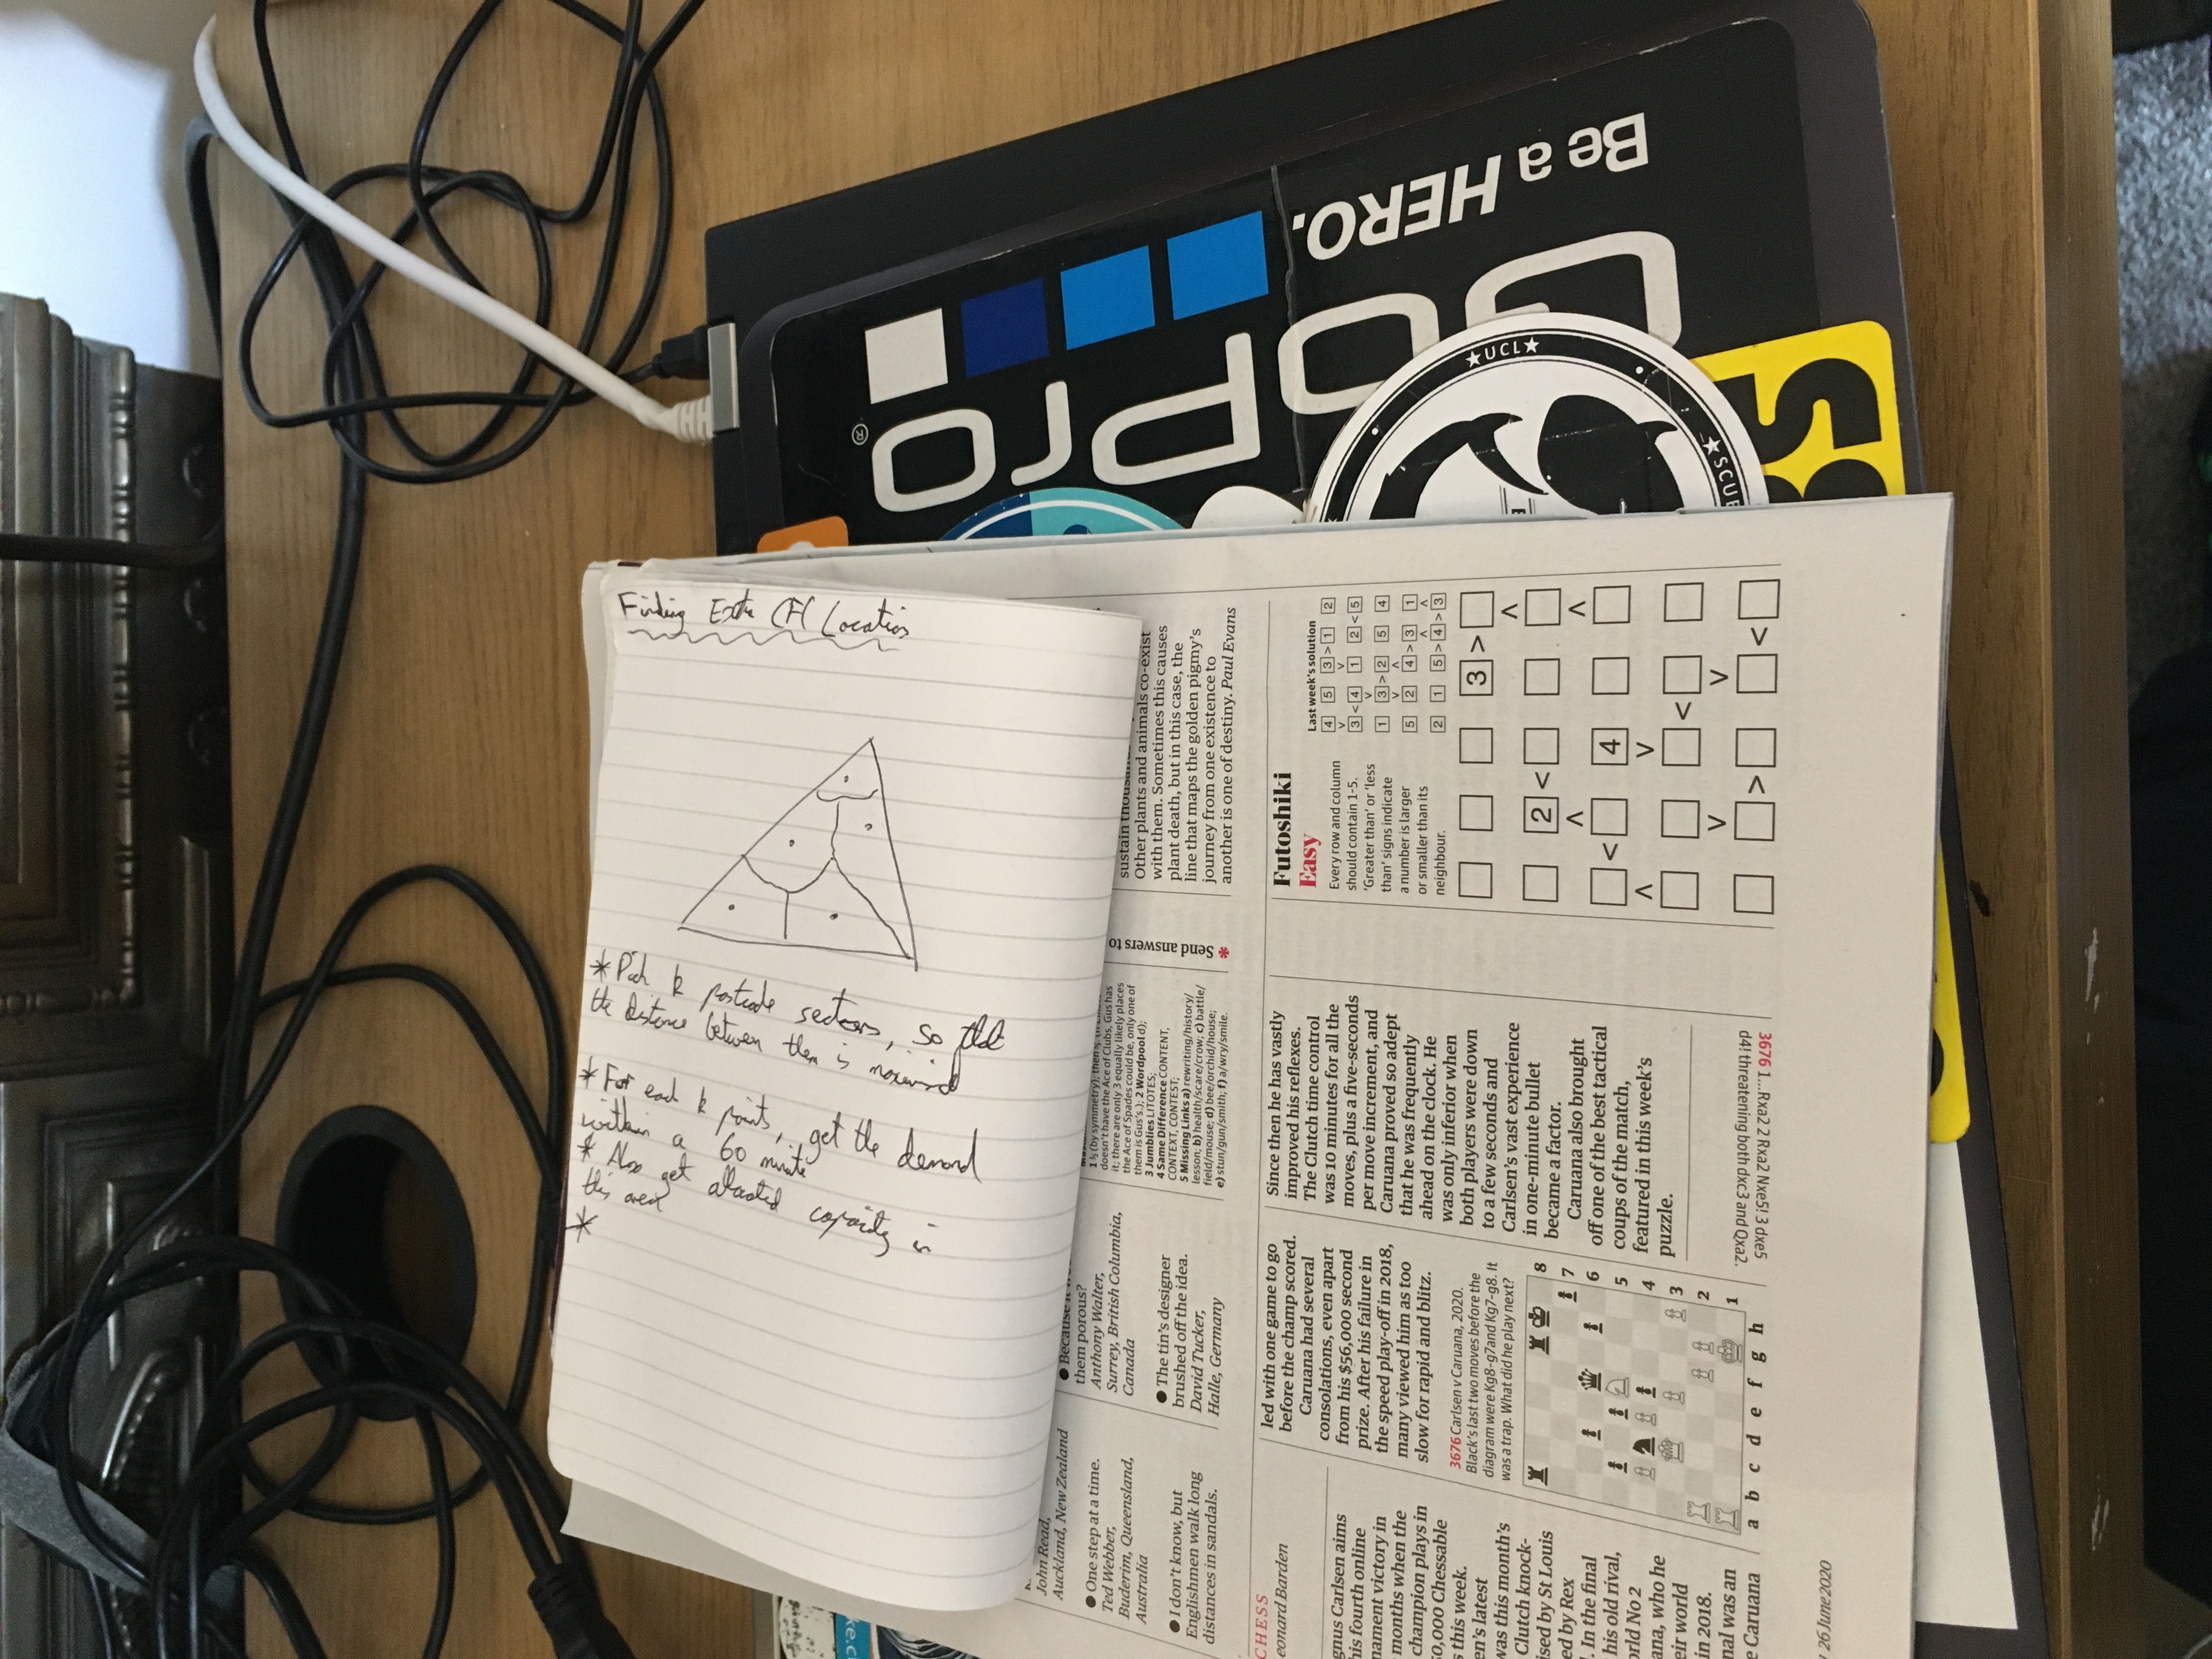 Finding Extra CH Location
* Pick k postcode sectors, so that
the distance between them is maximised
* For each k points, get the demand
within a 60 minute
* Also get allocated capacity in
this area
*
John Read,
Auckland, New Zealand
● One step at a time.
Ted Webber,
Buderim, Queensland,
Australia
● I don't know, but
Englishmen walk long
distances in sandals.
● Because it
them porous?
Anthony Walter,
Surrey, British Columbia,
Canada
● The tin's designer
brushed off the idea.
David Tucker,
Halle, Germany
1 ½ (by symmetry); then
doesn't have the Ace of Clubs, Gus has
it; there are only 3 equally likely places
the Ace of Spades could be, only one of
them is Gus's.); 2 Wordpool d);
3 Jumblies LITOTES;
4 Same Difference CONTENT,
CONTEXT, CONTEST;
5 Missing Links a) rewriting/history/
lesson; b) health/scare/crow; c) battle/
field/mouse; d) bee/orchid/house;
e) stun/gun/smith; f) a/wry/smile.
* Send answers to
sustain
Other plants and animals co-exist
with them. Sometimes this causes
plant death, but in this case, the
line that maps the golden pigmy's
journey from one existence to
another is one of destiny. Paul Evans
CHESS
eonard Barden
gnus Carlsen aims
his fourth online
nament victory in
months when the
champion plays in
50,000 Chessable
s this week.
en's latest
was this month's
Clutch knock-
ised by St Louis
ed by Rex
. In the final
his old rival,
orld No 2
ana, who he
eir world
in 2018.
nal was an
e Caruana
led with one game to go
before the champ scored.
Caruana had several
consolations, even apart
from his $56,000 second
prize. After his failure in
the speed play-off in 2018,
many viewed him as too
slow for rapid and blitz.
3676 Carlsen v Caruana, 2020.
Black's last two moves before the
diagram were Kg8-g7and Kg7-g8. It
was a trap. What did he play next?
8
7
6
5
4
3
2
1
a b c d e f g h
Since then he has vastly
improved his reflexes.
The Clutch time control
was 10 minutes for all the
moves, plus a five-seconds
per move increment, and
Caruana proved so adept
that he was frequently
ahead on the clock. He
was only inferior when
both players were down
to a few seconds and
Carlsen's vast experience
in one-minute bullet
became a factor.
Caruana also brought
off one of the best tactical
coups of the match,
featured in this week's
puzzle.
3676 1...Rxa2 2 Rxa2 Nxe5! 3 dxe5
d4! threatening both dxc3 and Qxa2.
Futoshiki
Easy
Every row and column
should contain 1-5.
'Greater than' or 'less
than' signs indicate
a number is larger
or smaller than its
neighbour.
Last week's solution
4 5 3 > 1 2
v v
3 < 4 1 2 < 5
v
1 3 > 2 5 4
v ^
5 2 4 > 3 1
^ ^
2 1 5 > 4 > 3
3 >
^
2 <
^ ^
< 4
^ v
<
v v
> <
26 June 2020
GoPro®
Be a HERO.
★UCL★
SCUB